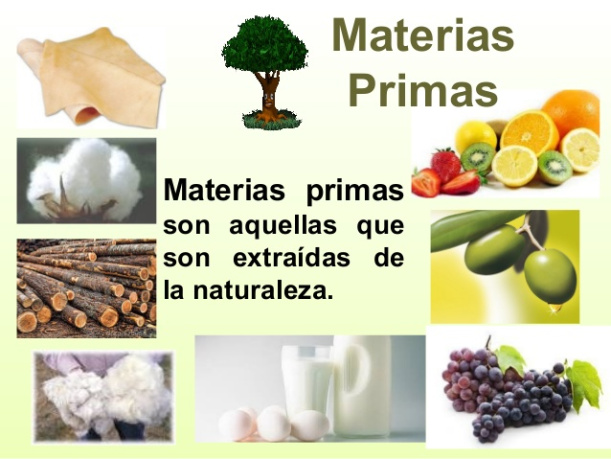 Materias
Primas
Materias primas
son aquellas que
son extraídas de
la naturaleza.